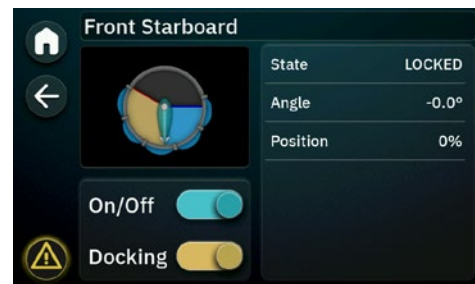 Front Starboard
State LOCKED
Angle -0.0°
Position 0%
On/Off
Docking